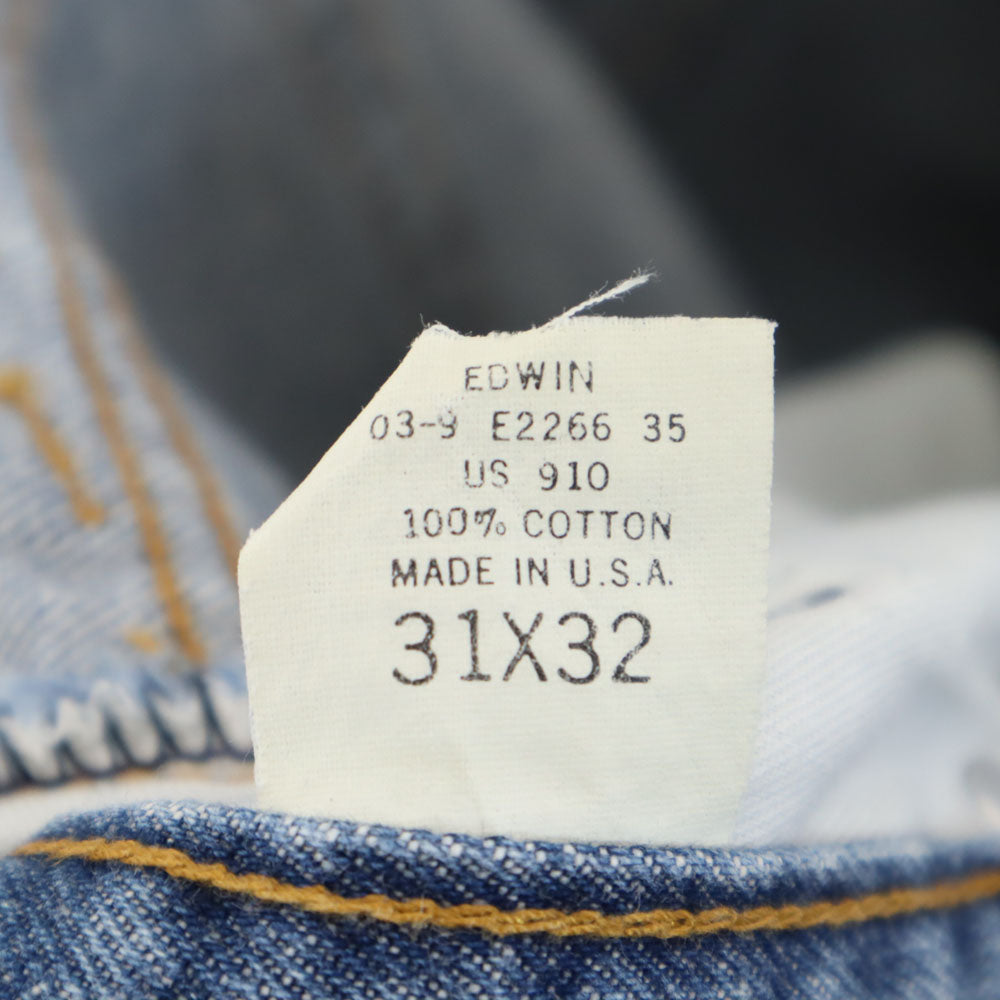 EDWIN
03-9 E2266 35
US 910
100% COTTON
MADE IN U.S.A.
31X32